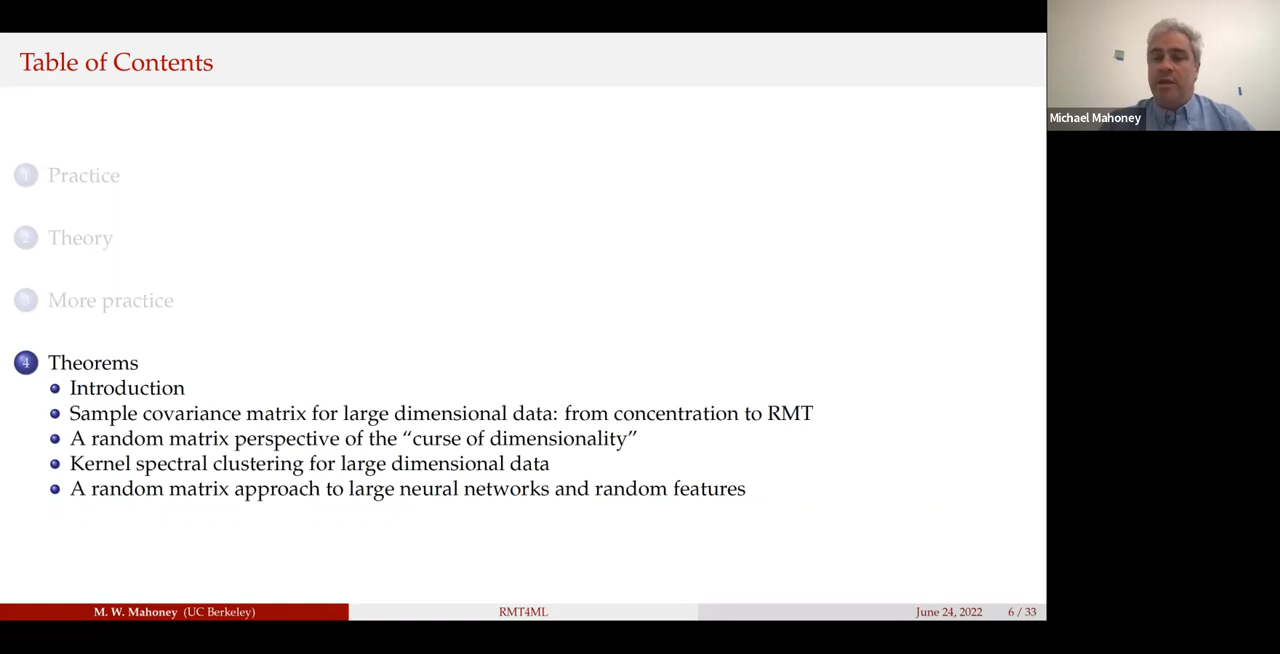 Table of Contents
Michael Mahoney
1 Practice
2 Theory
3 More practice
4 Theorems
Introduction
Sample covariance matrix for large dimensional data: from concentration to RMT
A random matrix perspective of the “curse of dimensionality”
Kernel spectral clustering for large dimensional data
A random matrix approach to large neural networks and random features
M. W. Mahoney (UC Berkeley) RMT4ML June 24, 2022 6 / 33